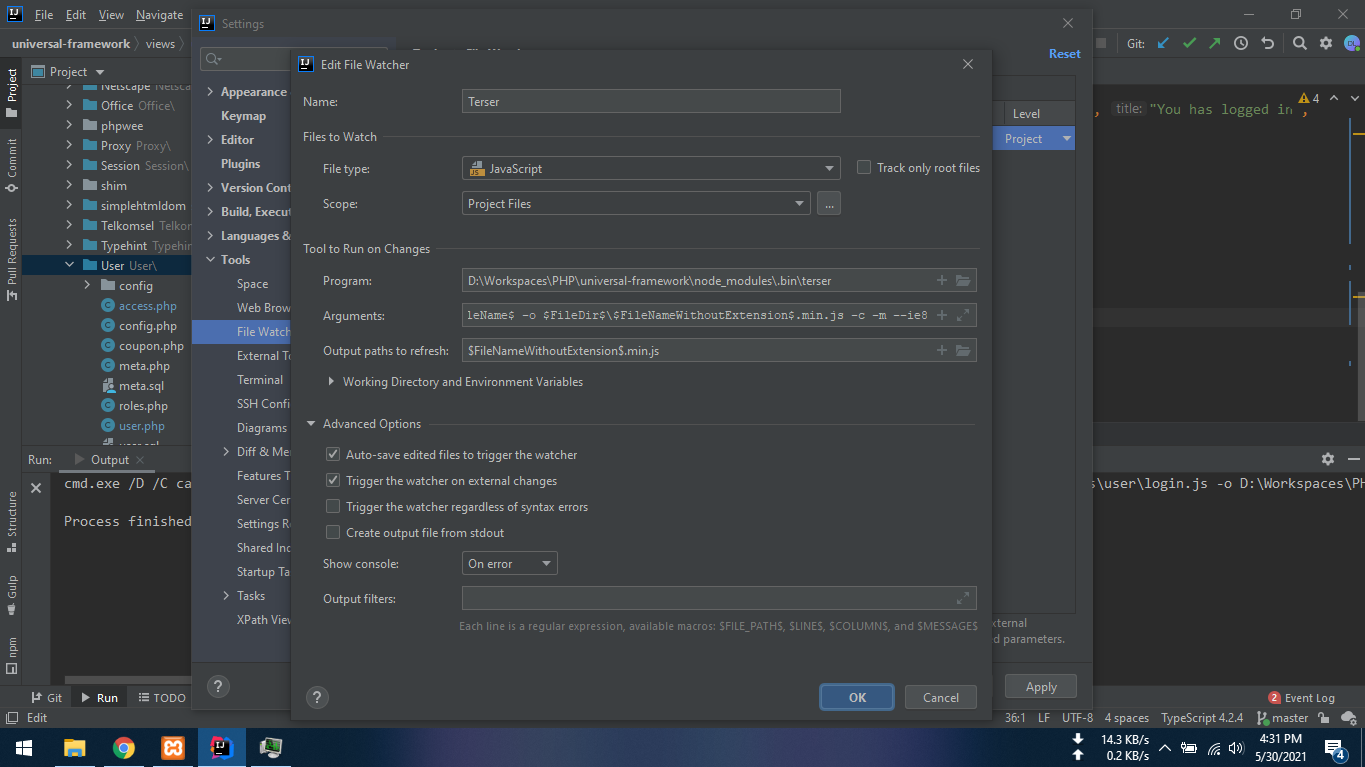 File Edit View Navigate
Settings
universal-framework views
Reset
Git:
Project
Edit File Watcher
Netscape
Office Office\
phpwee
Proxy Proxy\
Session Session\
shim
simplehtmldom
Telkomsel
Typehint
User User\
config
access.php
config.php
coupon.php
meta.php
meta.sql
roles.php
user.php
Project
Commit
Pull Requests
Structure
Gulp
npm
Appearance
Keymap
Editor
Plugins
Version Cont
Build, Execut
Languages &
Tools
Space
Web Brow
File Watch
External To
Terminal
SSH Confi
Diagrams
Diff & Me
Features T
Server Cer
Settings Re
Shared Ind
Startup Ta
Tasks
XPath View
Name: Terser
Files to Watch
File type: JavaScript Track only root files
Scope: Project Files ...
Tool to Run on Changes
Program: D:\Workspaces\PHP\universal-framework\node_modules\.bin\terser
Arguments: leName$ -o $FileDir$\$FileNameWithoutExtension$.min.js -c -m --ie8
Output paths to refresh: $FileNameWithoutExtension$.min.js
Working Directory and Environment Variables
Advanced Options
Auto-save edited files to trigger the watcher
Trigger the watcher on external changes
Trigger the watcher regardless of syntax errors
Create output file from stdout
Show console: On error
Output filters:
Each line is a regular expression, available macros: $FILE_PATH$, $LINE$, $COLUMN$, and $MESSAGE$
? OK Cancel
Level
Project
, title: "You has logged in",
4
xternal
d parameters.
? Apply
Run: Output
cmd.exe /D /C ca
s\user\login.js -o D:\Workspaces\PH
Process finished
Git Run TODO
2 Event Log
Edit
36:1 LF UTF-8 4 spaces TypeScript 4.2.4 master
14.3 KB/s
0.2 KB/s
4:31 PM
5/30/2021
4